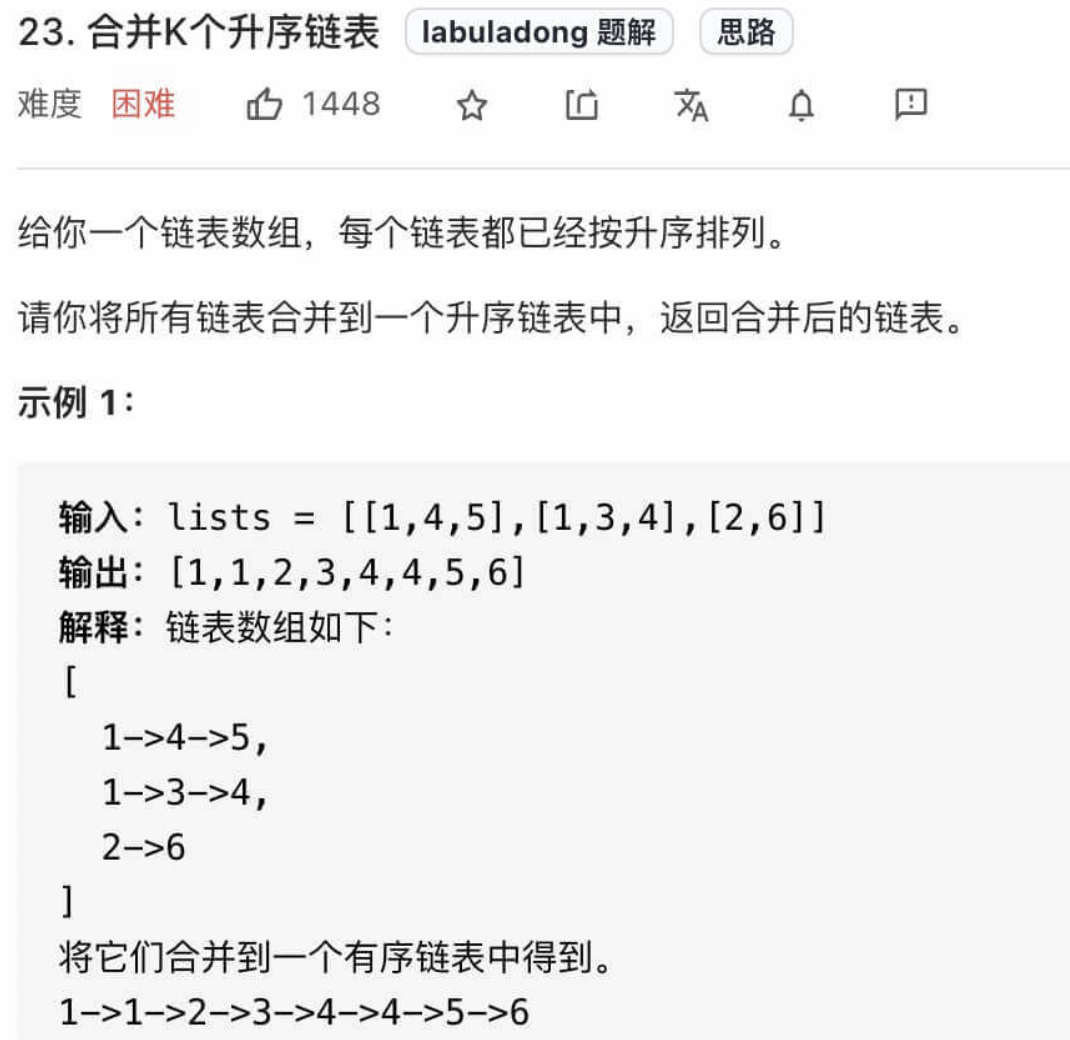 23. 合并K个升序链表 labuladong 题解 思路
难度 困难 1448
给你一个链表数组，每个链表都已经按升序排列。
请你将所有链表合并到一个升序链表中，返回合并后的链表。
示例 1：
输入：lists = [[1,4,5],[1,3,4],[2,6]]
输出：[1,1,2,3,4,4,5,6]
解释：链表数组如下：
[
  1->4->5,
  1->3->4,
  2->6
]
将它们合并到一个有序链表中得到。
1->1->2->3->4->4->5->6